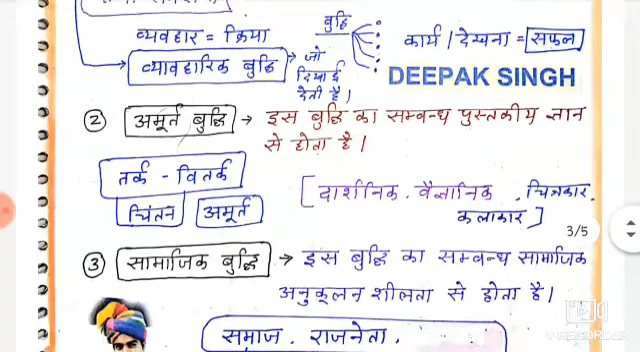 बुद्धि
व्यवहार = क्रिया
कार्य / देखना = सफल
व्यावहारिक बुद्धि → जो
दिखाई
देती है।
DEEPAK SINGH
② अमूर्त बुद्धि → इस बुद्धि का सम्बन्ध पुस्तकीय ज्ञान
से होता है।
तर्क - वितर्क
चिंतन अमूर्त
[दार्शनिक, वैज्ञानिक, चित्रकार,
कलाकार]
3/5
③ सामाजिक बुद्धि → इस बुद्धि का सम्बन्ध सामाजिक
अनुकूलन शीलता से होता है।
समाज, राजनेता,
V RECORDER